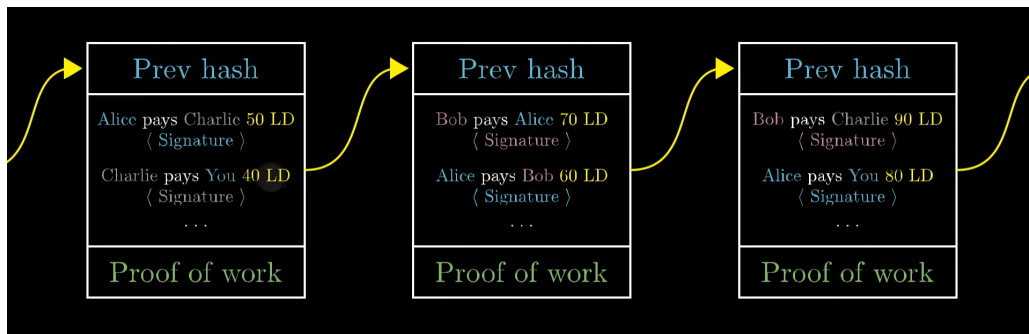 Prev hash
Alice pays Charlie 50 LD
⟨ Signature ⟩
Charlie pays You 40 LD
⟨ Signature ⟩
...
Proof of work
Prev hash
Bob pays Alice 70 LD
⟨ Signature ⟩
Alice pays Bob 60 LD
⟨ Signature ⟩
...
Proof of work
Prev hash
Bob pays Charlie 90 LD
⟨ Signature ⟩
Alice pays You 80 LD
⟨ Signature ⟩
...
Proof of work